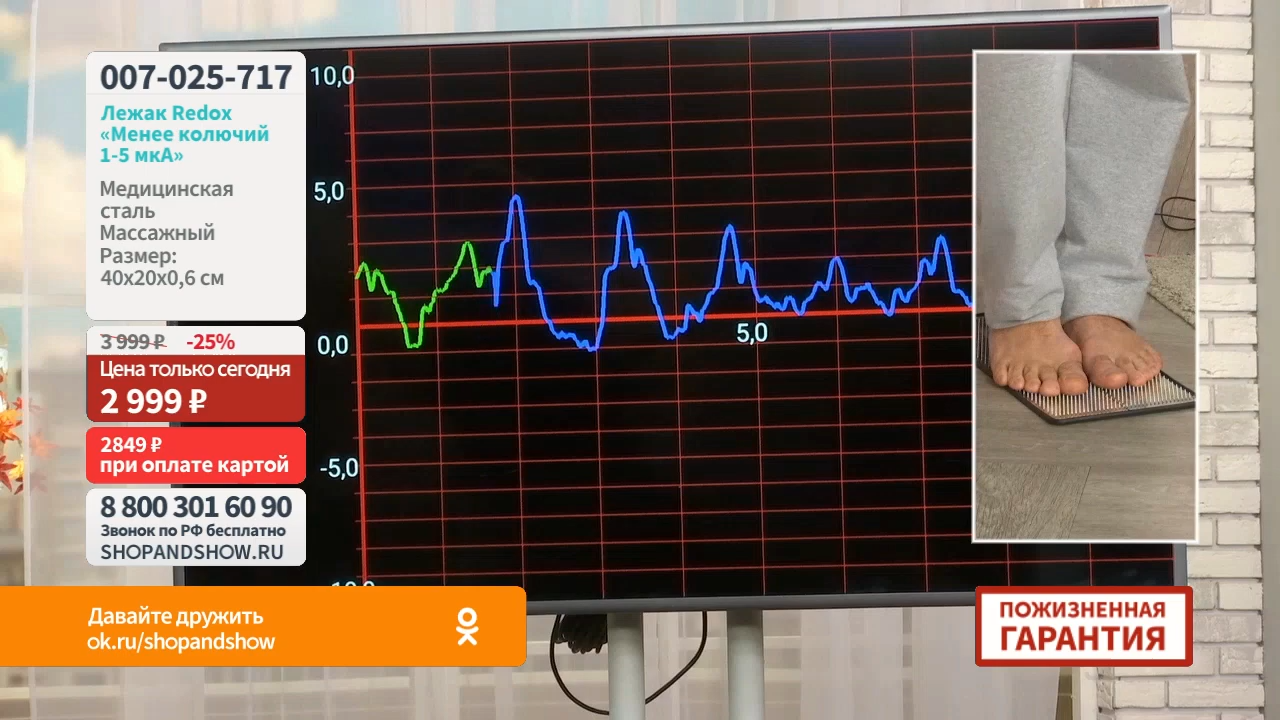 007-025-717
Лежак Redox
«Менее колючий
1-5 мкА»
Медицинская
сталь
Массажный
Размер:
40х20х0,6 см
3 999 ₽ -25%
Цена только сегодня
2 999 ₽
2849 ₽
при оплате картой
8 800 301 60 90
Звонок по РФ бесплатно
SHOPANDSHOW.RU
Давайте дружить
ok.ru/shopandshow
10,0
5,0
0,0
5,0
-5,0
ПОЖИЗНЕННАЯ
ГАРАНТИЯ